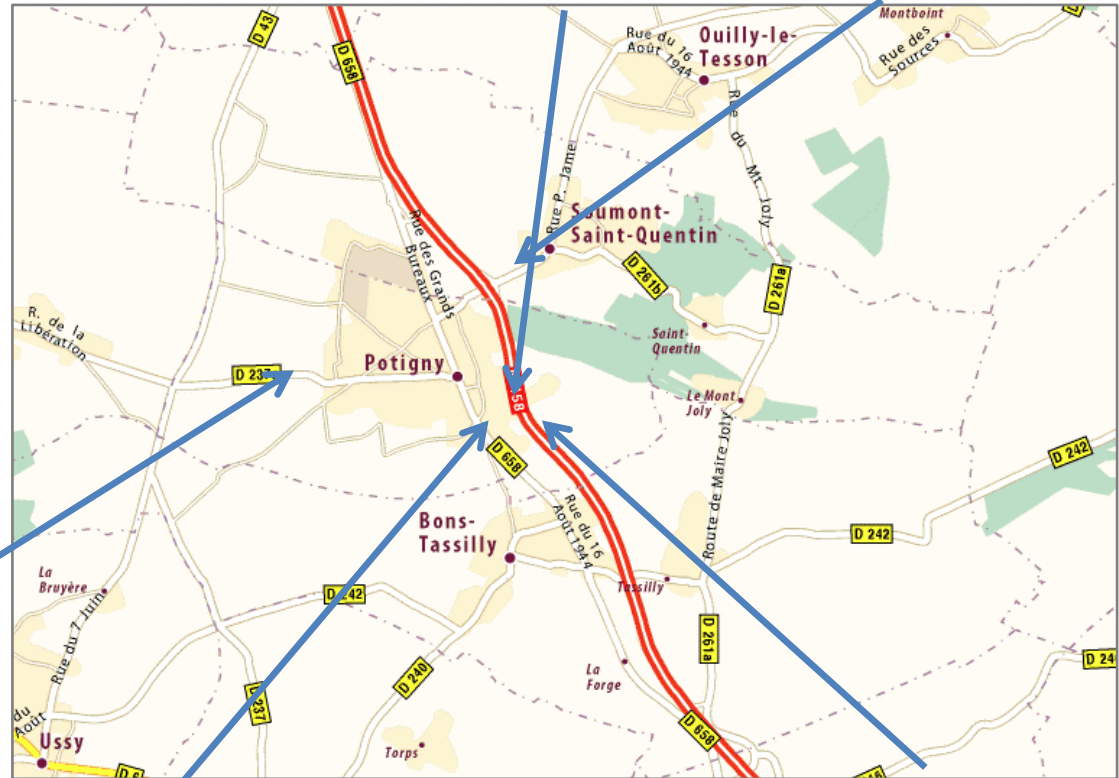 Montboint
D 43
Rue du 16
Août 1944
Ouilly-le-
Tesson
Rue des
Sources
D 658
Rue du Mt Joly
Rue P. Jame
Soumont-
Saint-Quentin
Rue des Grands
Bureaux
D 261b
D 261a
R. de la
Libération
Saint-
Quentin
Potigny
D 237
Le Mont
Joly
58
D 658
D 242
Route de Maire Joly
Rue du 16
Août 1944
Bons-
Tassilly
D 242
La
Bruyère
Tassilly
D 242
Rue du 7 Juin
D 261a
D 24
La
Forge
D 240
D 237
du
Août
D 658
Ussy
Torps
D 6